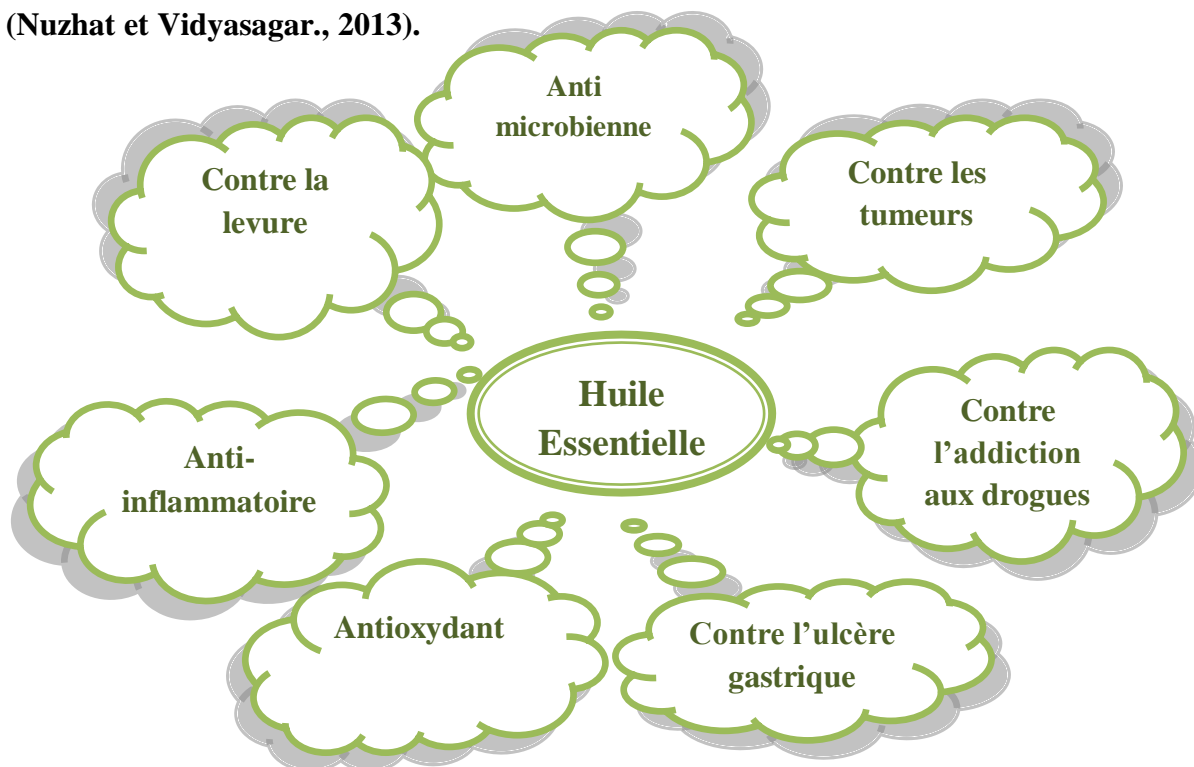 (Nuzhat et Vidyasagar., 2013).
Anti
microbienne
Contre la
levure
Contre les
tumeurs
Huile
Essentielle
Contre
l’addiction
aux drogues
Anti-
inflammatoire
Antioxydant
Contre l’ulcère
gastrique